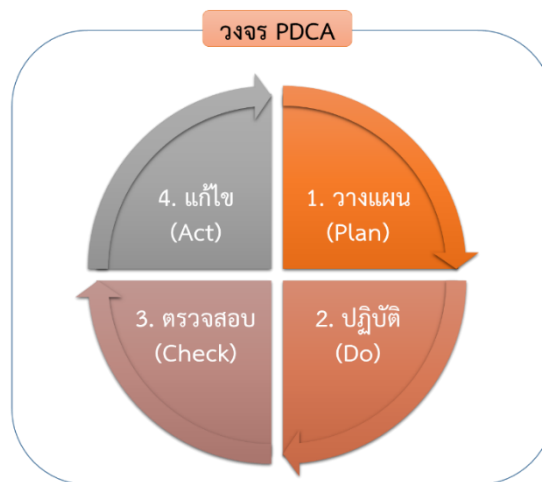 วงจร PDCA
4. แก้ไข
(Act)
1. วางแผน
(Plan)
3. ตรวจสอบ
(Check)
2. ปฏิบัติ
(Do)